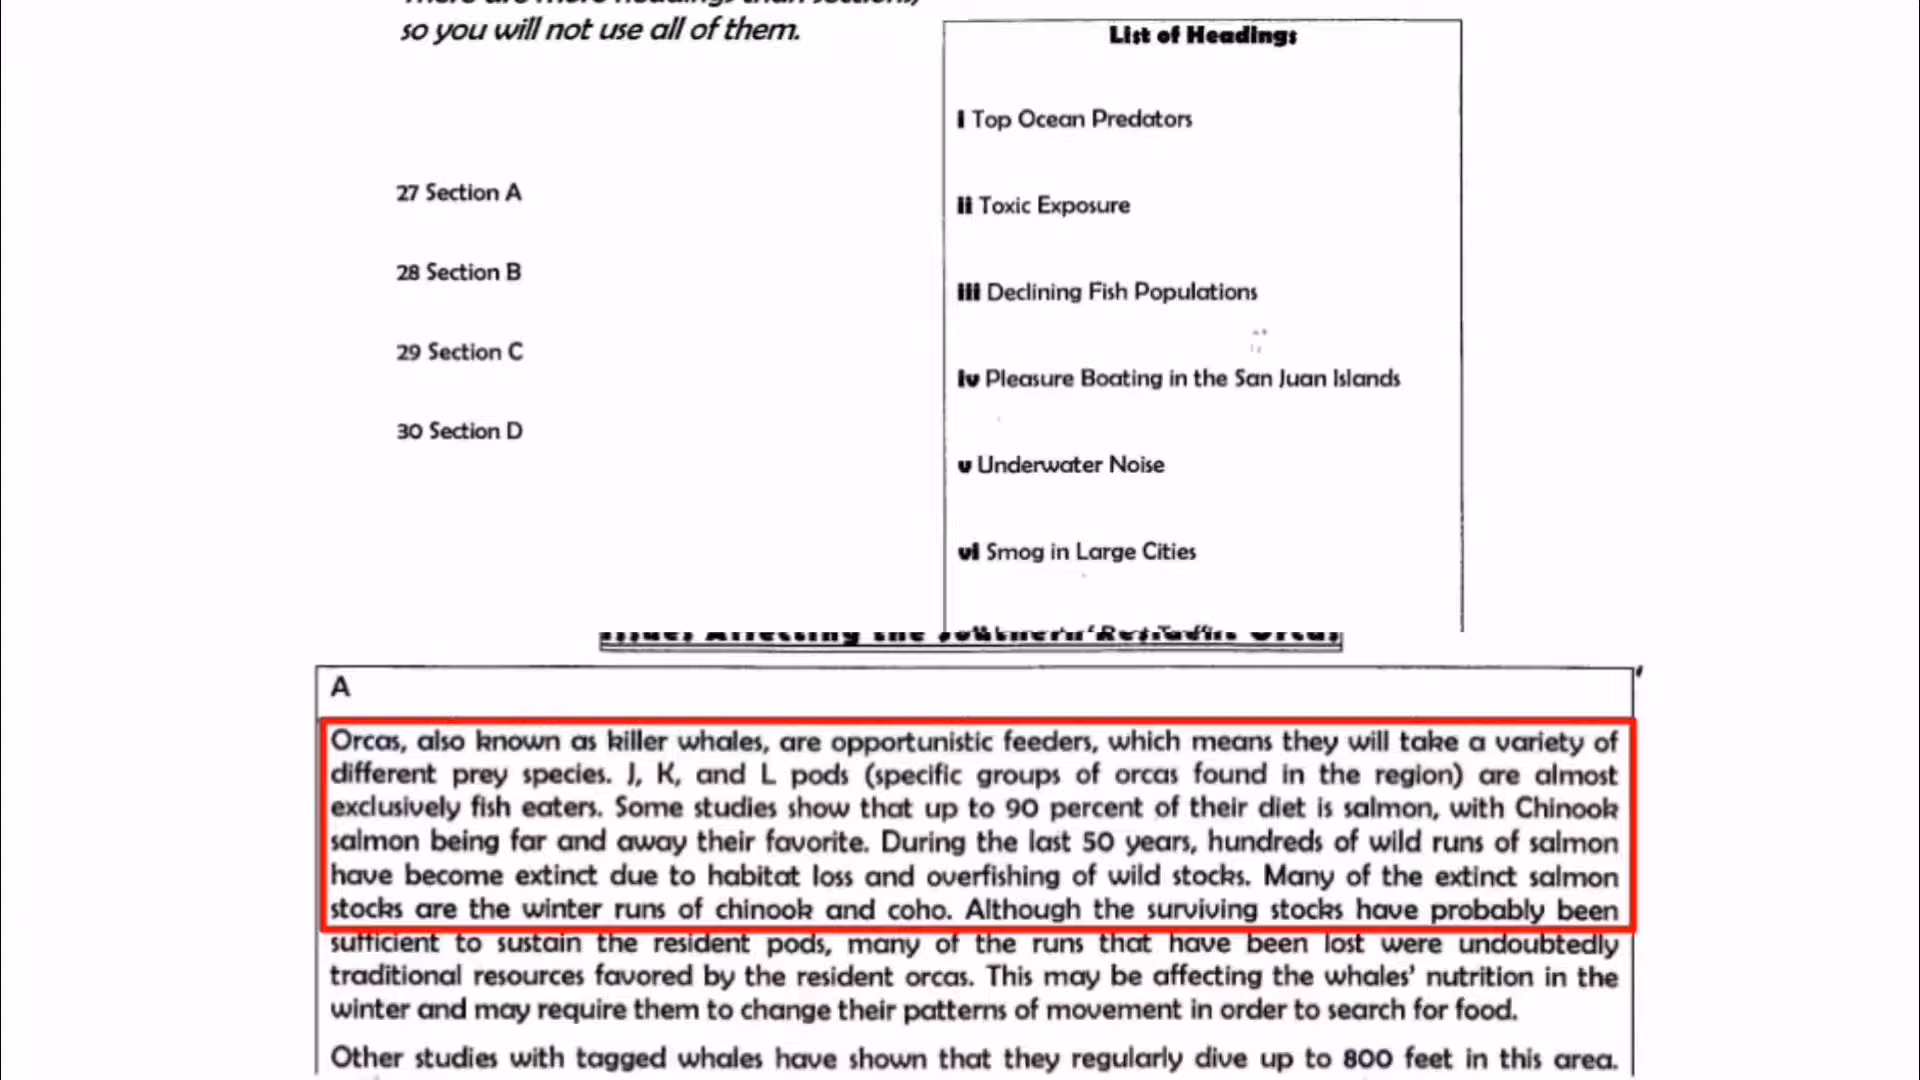 so you will not use all of them.
List of Headings
i Top Ocean Predators
27 Section A
ii Toxic Exposure
28 Section B
iii Declining Fish Populations
29 Section C
iv Pleasure Boating in the San Juan Islands
30 Section D
v Underwater Noise
vi Smog in Large Cities
A
Orcas, also known as killer whales, are opportunistic feeders, which means they will take a variety of
different prey species. J, K, and L pods (specific groups of orcas found in the region) are almost
exclusively fish eaters. Some studies show that up to 90 percent of their diet is salmon, with Chinook
salmon being far and away their favorite. During the last 50 years, hundreds of wild runs of salmon
have become extinct due to habitat loss and overfishing of wild stocks. Many of the extinct salmon
stocks are the winter runs of chinook and coho. Although the surviving stocks have probably been
sufficient to sustain the resident pods, many of the runs that have been lost were undoubtedly
traditional resources favored by the resident orcas. This may be affecting the whales' nutrition in the
winter and may require them to change their patterns of movement in order to search for food.
Other studies with tagged whales have shown that they regularly dive up to 800 feet in this area.